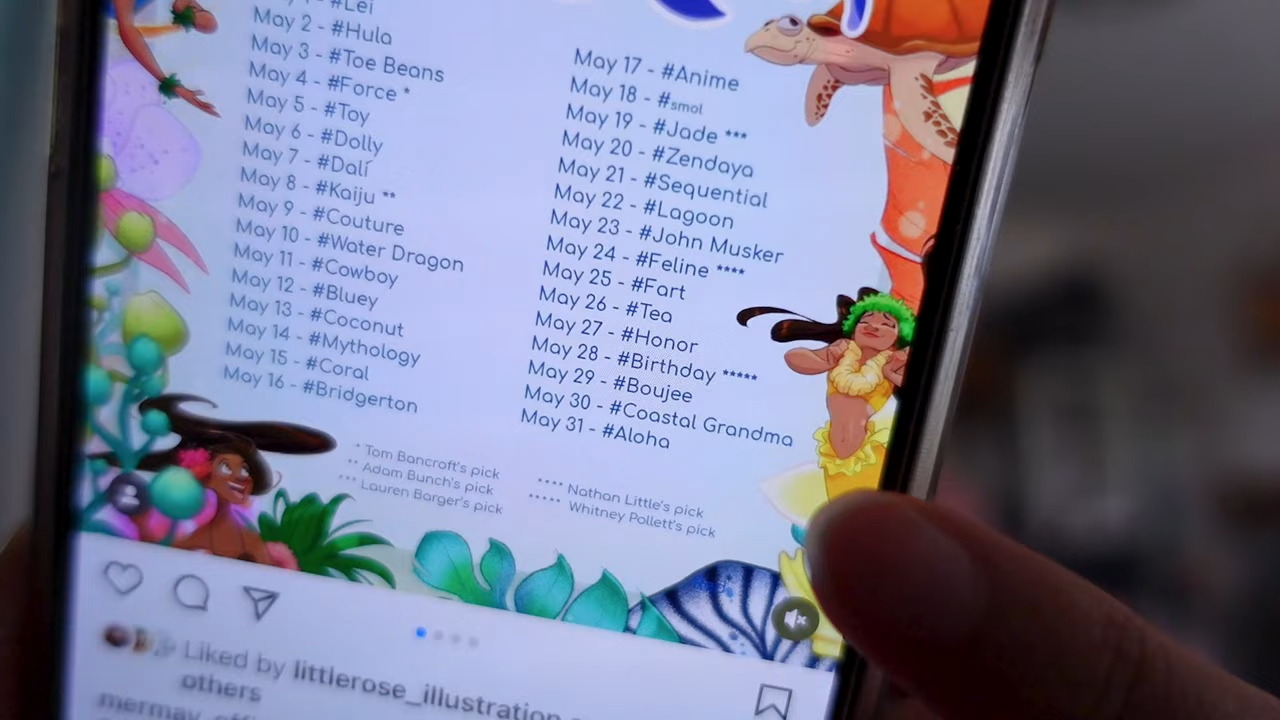 #Lei
May 2 - #Hula
May 3 - #Toe Beans
May 4 - #Force *
May 5 - #Toy
May 6 - #Dolly
May 7 - #Dalí
May 8 - #Kaiju **
May 9 - #Couture
May 10 - #Water Dragon
May 11 - #Cowboy
May 12 - #Bluey
May 13 - #Coconut
May 14 - #Mythology
May 15 - #Coral
May 16 - #Bridgerton
May 17 - #Anime
May 18 - #smol
May 19 - #Jade ***
May 20 - #Zendaya
May 21 - #Sequential
May 22 - #Lagoon
May 23 - #John Musker
May 24 - #Feline ****
May 25 - #Fart
May 26 - #Tea
May 27 - #Honor
May 28 - #Birthday *****
May 29 - #Boujee
May 30 - #Coastal Grandma
May 31 - #Aloha
* Tom Bancroft's pick
** Adam Bunch's pick
*** Lauren Barger's pick
**** Nathan Little's pick
***** Whitney Pollett's pick
Liked by littlerose_illustration
others